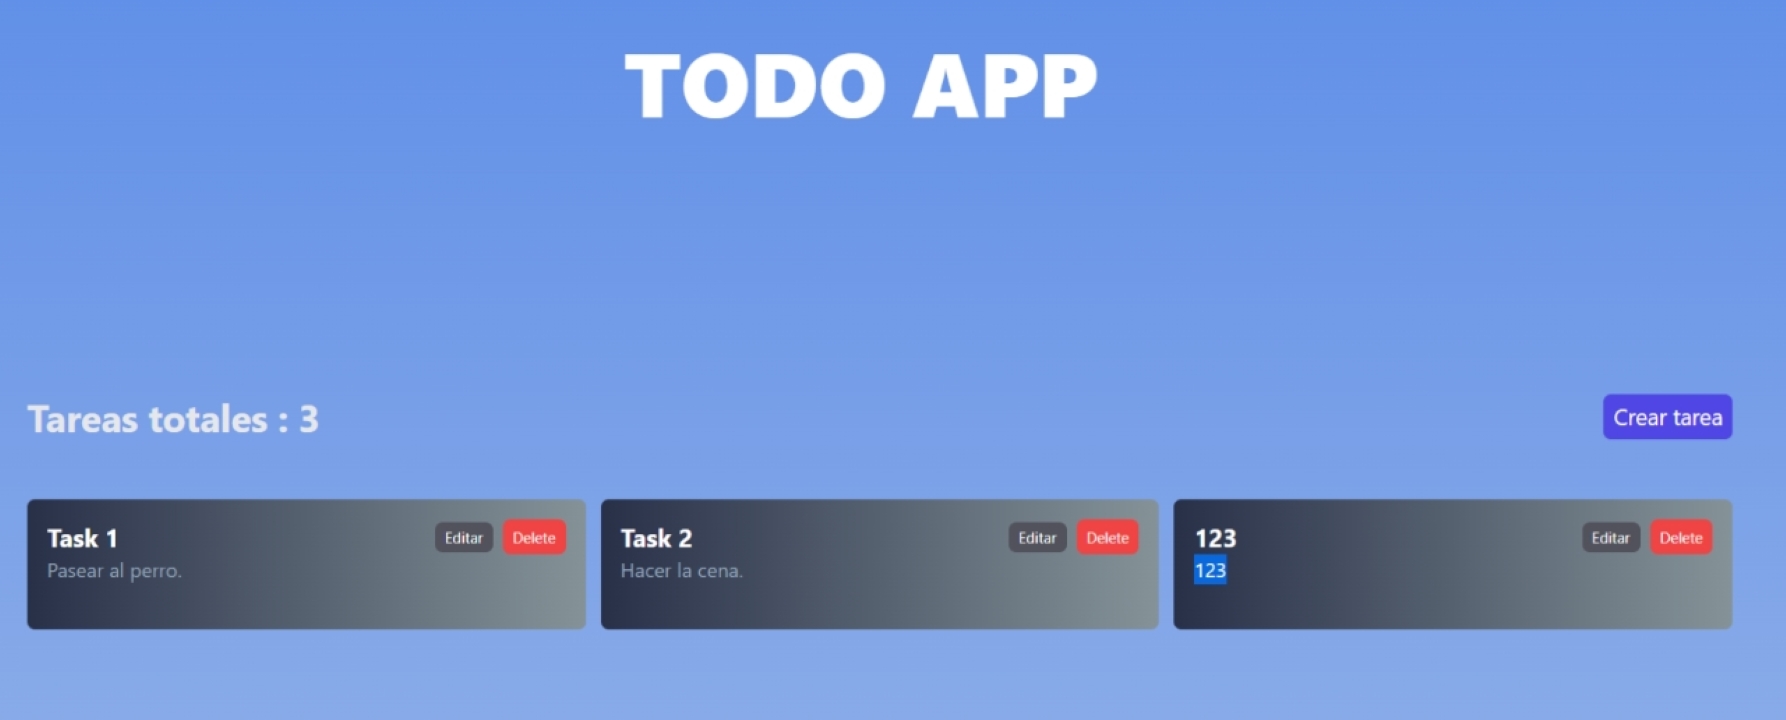 TODO APP
Tareas totales : 3
Crear tarea
Task 1
Editar
Delete
Pasear al perro.
Task 2
Editar
Delete
Hacer la cena.
123
Editar
Delete
123